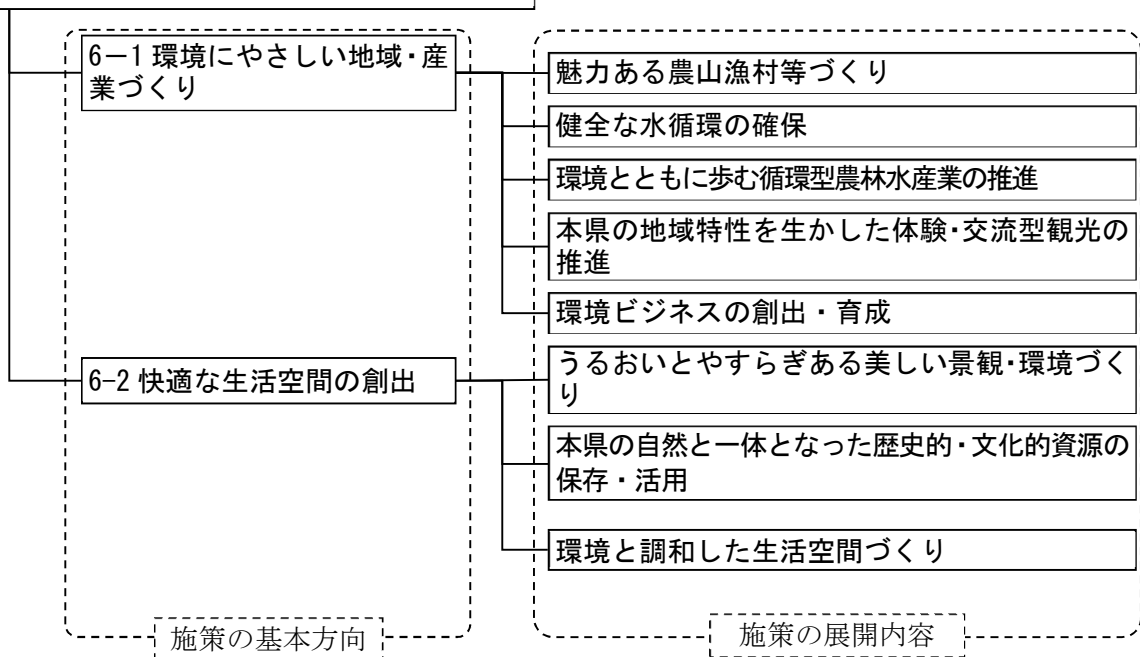 6－1 環境にやさしい地域・産
業づくり
魅力ある農山漁村等づくり
健全な水循環の確保
環境とともに歩む循環型農林水産業の推進
本県の地域特性を生かした体験・交流型観光の
推進
環境ビジネスの創出・育成
6-2 快適な生活空間の創出
うるおいとやすらぎある美しい景観・環境づく
り
本県の自然と一体となった歴史的・文化的資源の
保存・活用
環境と調和した生活空間づくり
施策の基本方向
施策の展開内容